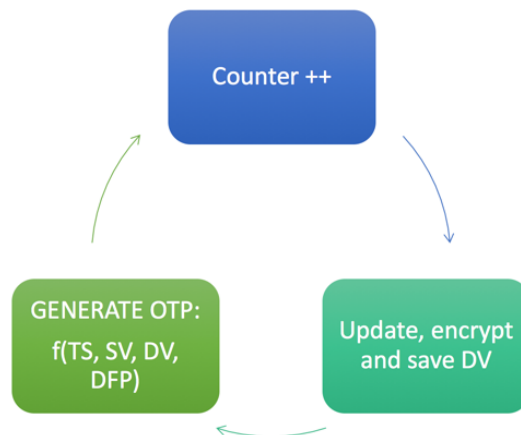 Counter ++
GENERATE OTP:
f(TS, SV, DV,
DFP)
Update, encrypt
and save DV